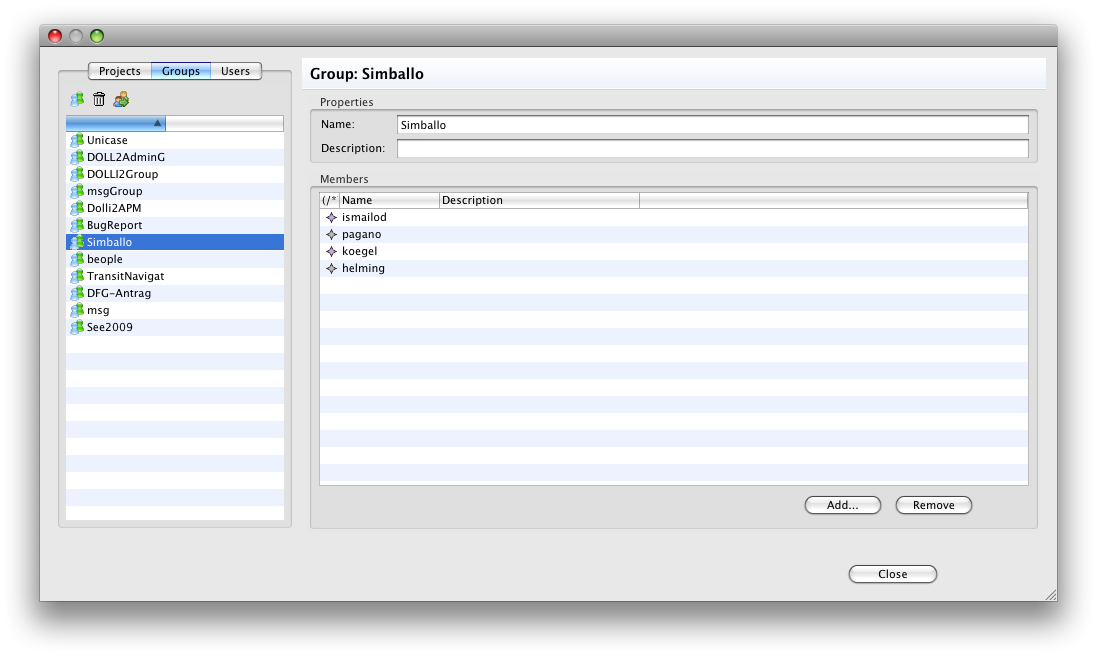 Projects Groups Users
Unicase
DOLL2AdminG
DOLLI2Group
msgGroup
Dolli2APM
BugReport
Simballo
beople
TransitNavigat
DFG-Antrag
msg
See2009
Group: Simballo
Properties
Name: Simballo
Description:
Members
(/* Name Description
ismailod
pagano
koegel
helming
Add... Remove
Close